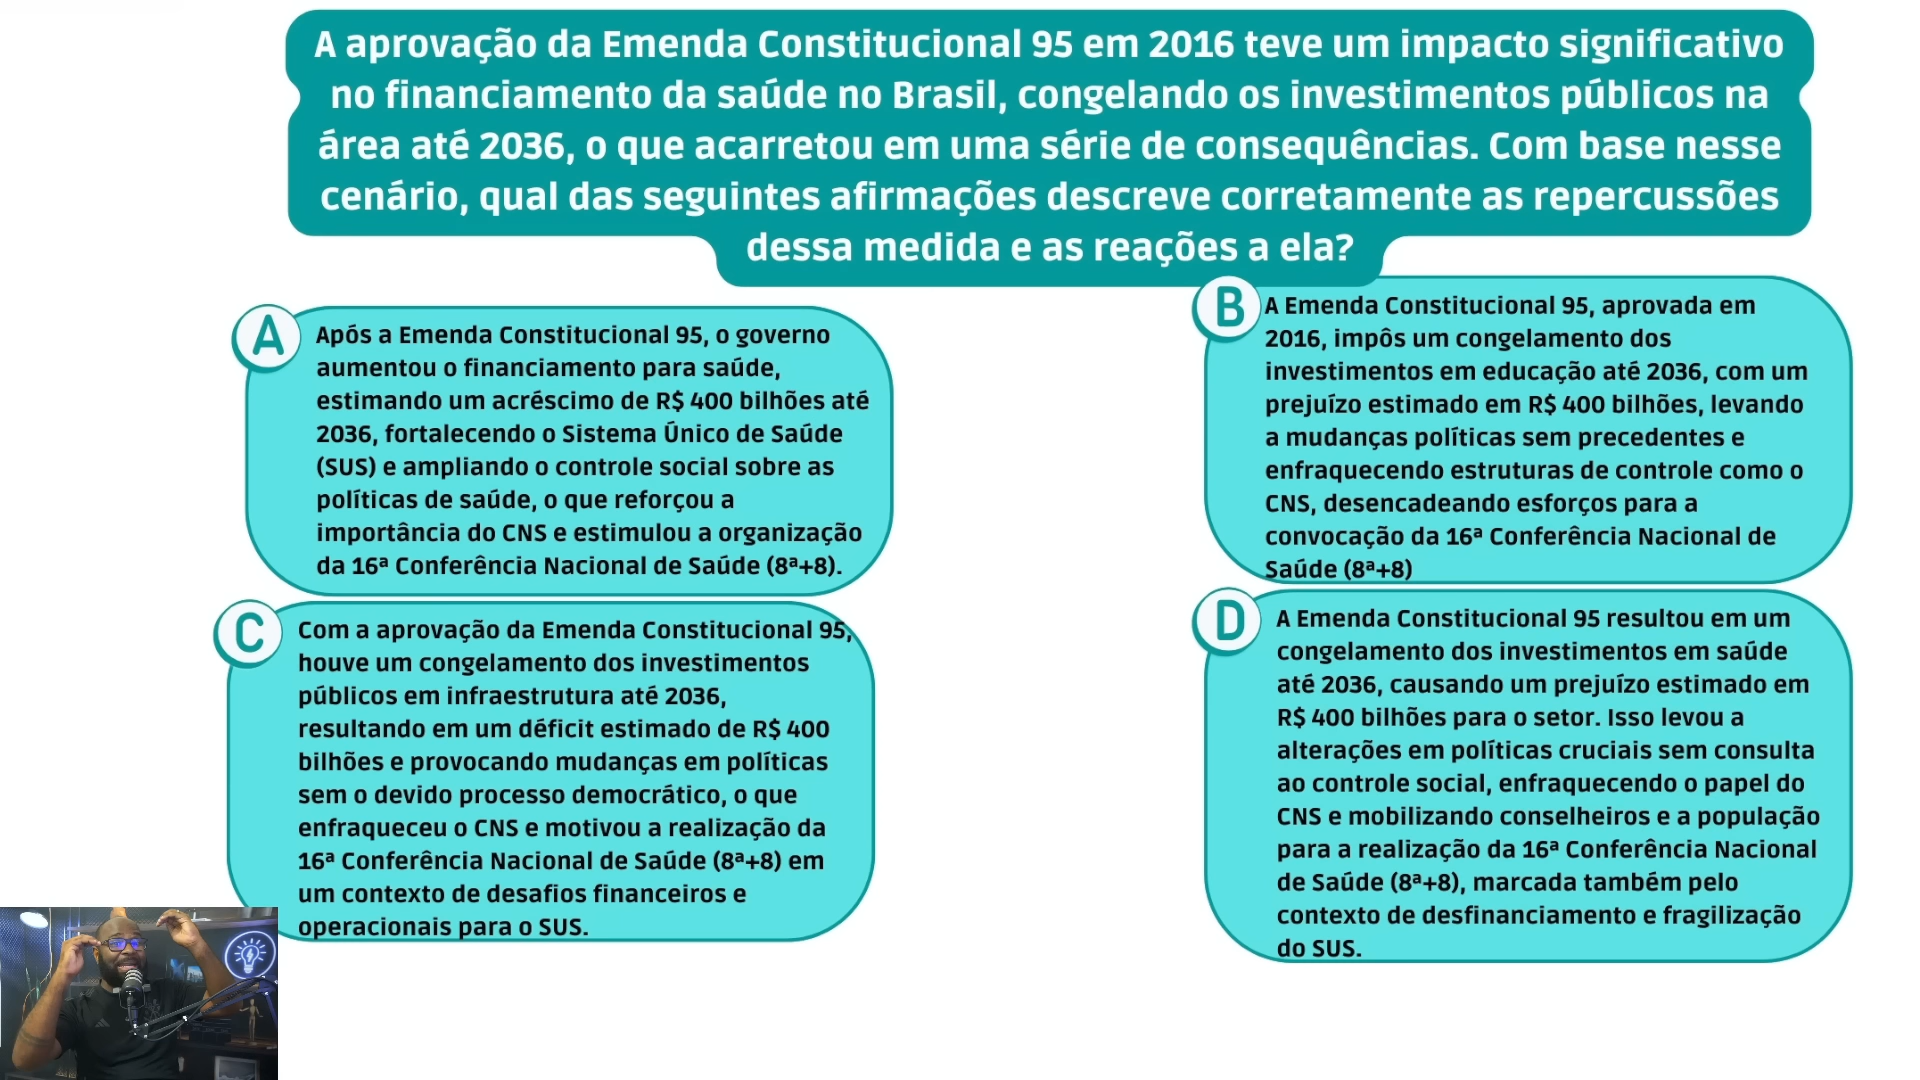 A aprovação da Emenda Constitucional 95 em 2016 teve um impacto significativo
no financiamento da saúde no Brasil, congelando os investimentos públicos na
área até 2036, o que acarretou em uma série de consequências. Com base nesse
cenário, qual das seguintes afirmações descreve corretamente as repercussões
dessa medida e as reações a ela?
A
Após a Emenda Constitucional 95, o governo
aumentou o financiamento para saúde,
estimando um acréscimo de R$ 400 bilhões até
2036, fortalecendo o Sistema Único de Saúde
(SUS) e ampliando o controle social sobre as
políticas de saúde, o que reforçou a
importância do CNS e estimulou a organização
da 16ª Conferência Nacional de Saúde (8ª+8).
B
A Emenda Constitucional 95, aprovada em
2016, impôs um congelamento dos
investimentos em educação até 2036, com um
prejuízo estimado em R$ 400 bilhões, levando
a mudanças políticas sem precedentes e
enfraquecendo estruturas de controle como o
CNS, desencadeando esforços para a
convocação da 16ª Conferência Nacional de
Saúde (8ª+8)
C
Com a aprovação da Emenda Constitucional 95,
houve um congelamento dos investimentos
públicos em infraestrutura até 2036,
resultando em um déficit estimado de R$ 400
bilhões e provocando mudanças em políticas
sem o devido processo democrático, o que
enfraqueceu o CNS e motivou a realização da
16ª Conferência Nacional de Saúde (8ª+8) em
um contexto de desafios financeiros e
operacionais para o SUS.
D
A Emenda Constitucional 95 resultou em um
congelamento dos investimentos em saúde
até 2036, causando um prejuízo estimado em
R$ 400 bilhões para o setor. Isso levou a
alterações em políticas cruciais sem consulta
ao controle social, enfraquecendo o papel do
CNS e mobilizando conselheiros e a população
para a realização da 16ª Conferência Nacional
de Saúde (8ª+8), marcada também pelo
contexto de desfinanciamento e fragilização
do SUS.